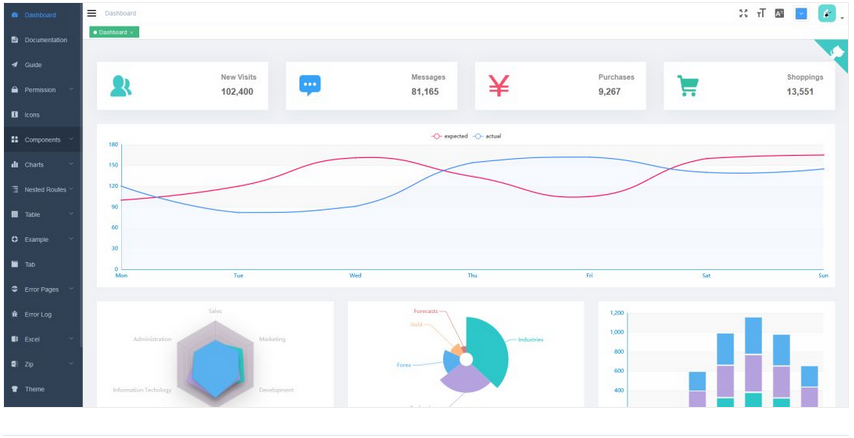 Dashboard
Documentation
Guide
Permission
Icons
Components
Charts
Nested Routes
Table
Example
Tab
Error Pages
Error Log
Excel
Zip
Theme
Dashboard
Dashboard
New Visits
102,400
Messages
81,165
Purchases
¥
9,267
Shoppings
13,551
expected actual
180
150
120
90
60
30
0
Mon Tue Wed Thu Fri Sat Sun
Sales
Administration Marketing
Information Techology Development
Forecasts
Gold
Industries
Forex
1,200
1,000
800
600
400